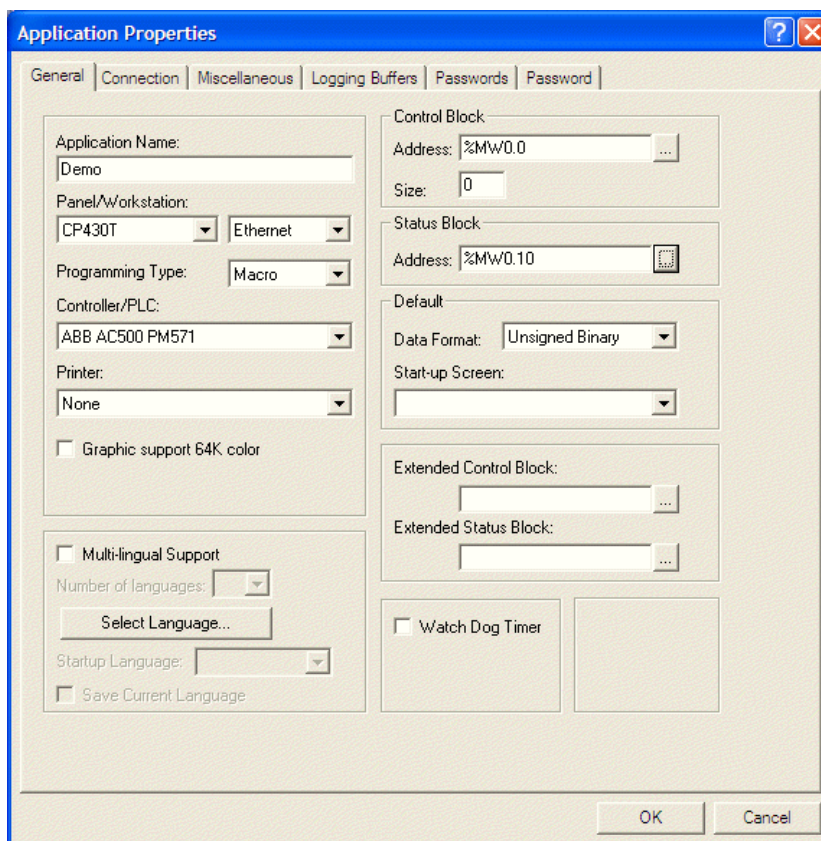 Application Properties
General Connection Miscellaneous Logging Buffers Passwords Password
Application Name:
Demo
Panel/Workstation:
CP430T Ethernet
Programming Type: Macro
Controller/PLC:
ABB AC500 PM571
Printer:
None
Graphic support 64K color
Multi-lingual Support
Number of languages:
Select Language...
Startup Language:
Save Current Language
Control Block
Address: %MW0.0 ...
Size: 0
Status Block
Address: %MW0.10 ...
Default
Data Format: Unsigned Binary
Start-up Screen:
Extended Control Block:
...
Extended Status Block:
...
Watch Dog Timer
OK Cancel